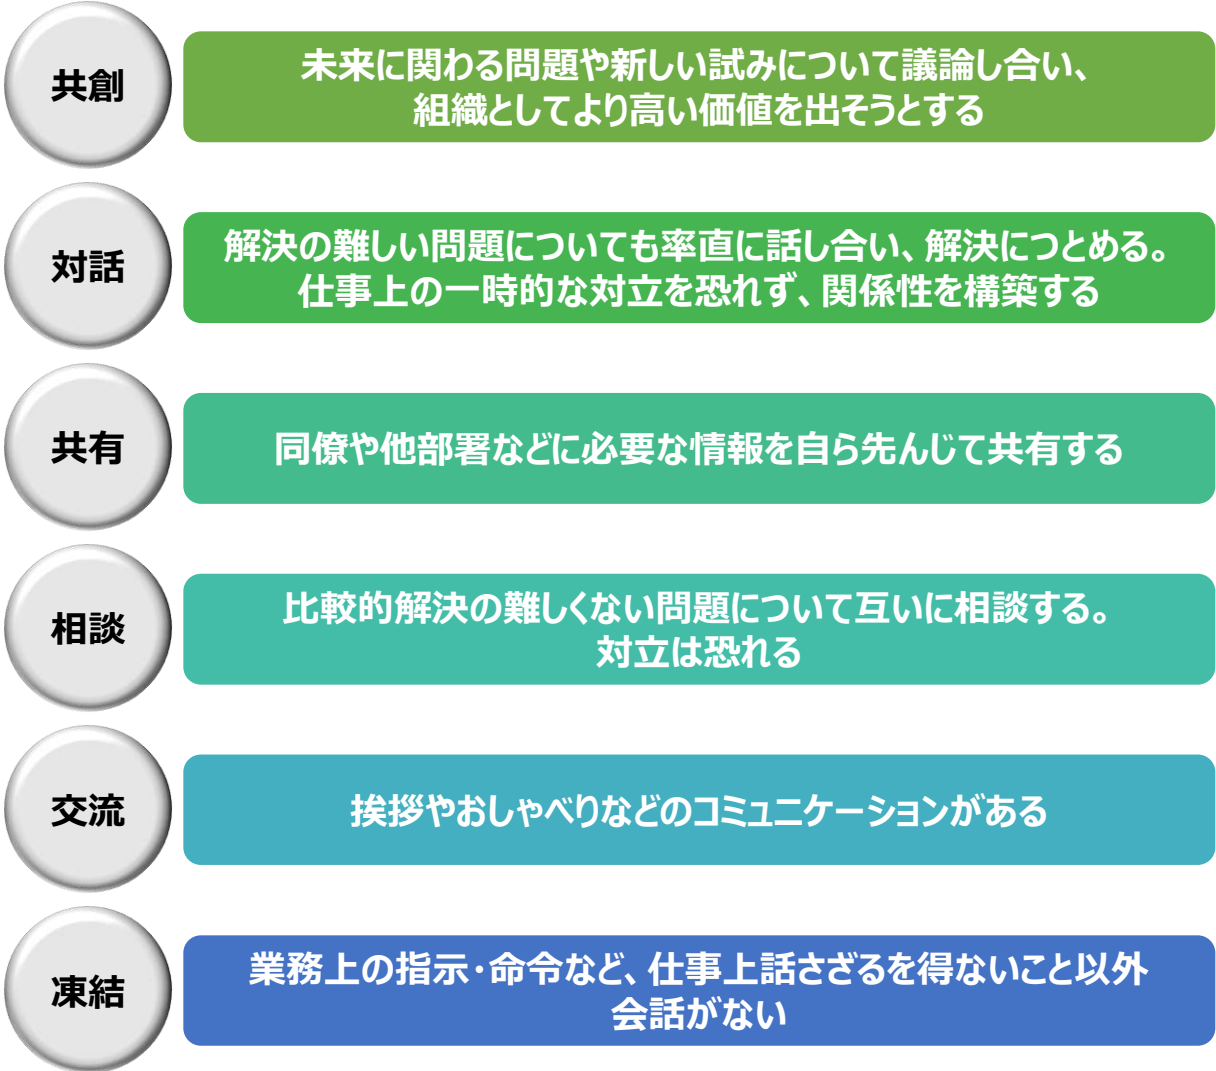 共創
未来に関わる問題や新しい試みについて議論し合い、
組織としてより高い価値を出そうとする
対話
解決の難しい問題についても率直に話し合い、解決につとめる。
仕事上の一時的な対立を恐れず、関係性を構築する
共有
同僚や他部署などに必要な情報を自ら先んじて共有する
相談
比較的解決の難しくない問題について互いに相談する。
対立は恐れる
交流
挨拶やおしゃべりなどのコミュニケーションがある
凍結
業務上の指示・命令など、仕事上話さざるを得ないこと以外
会話がない